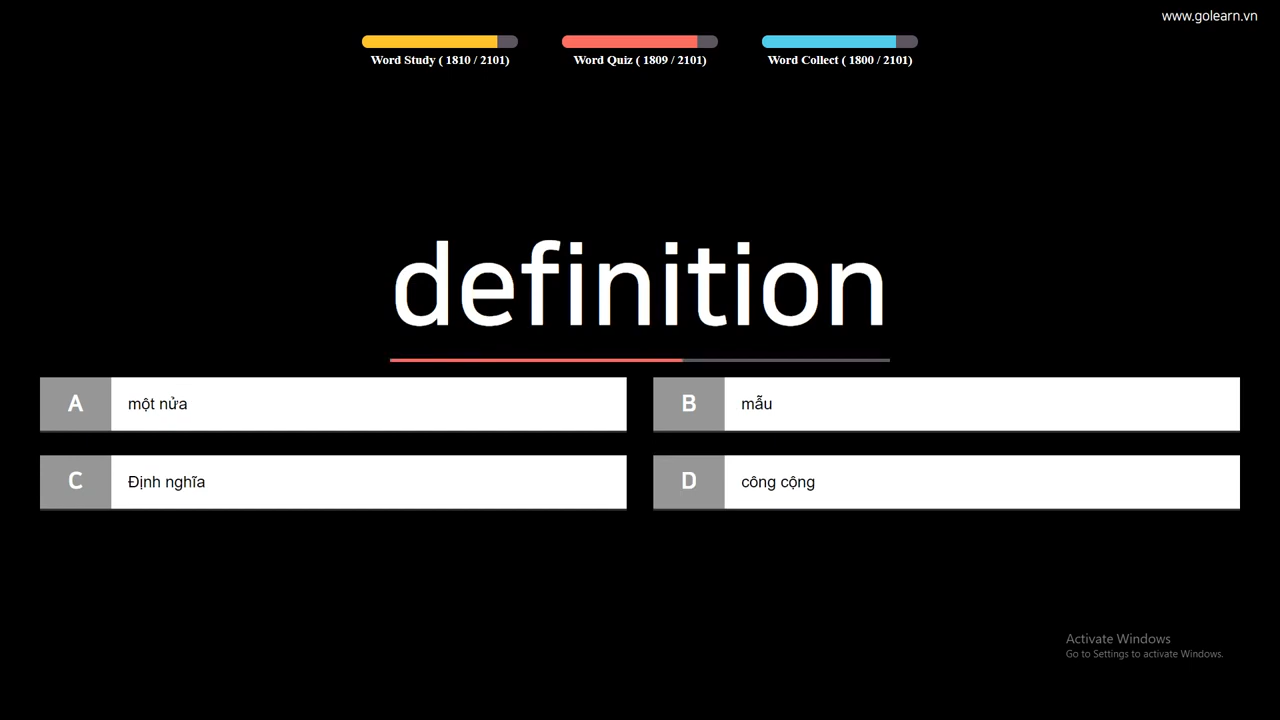 www.golearn.vn
Word Study ( 1810 / 2101)
Word Quiz ( 1809 / 2101)
Word Collect ( 1800 / 2101)
definition
A một nửa
B mẫu
C Định nghĩa
D công cộng
Activate Windows
Go to Settings to activate Windows.